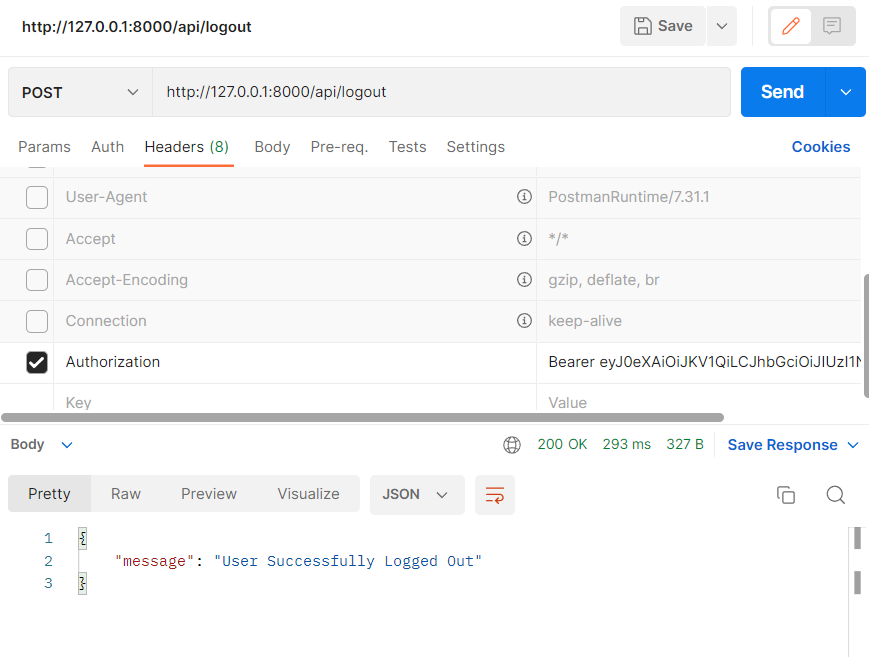 http://127.0.0.1:8000/api/logout
Save
POST
http://127.0.0.1:8000/api/logout
Send
Params Auth Headers (8) Body Pre-req. Tests Settings Cookies
User-Agent PostmanRuntime/7.31.1
Accept */*
Accept-Encoding gzip, deflate, br
Connection keep-alive
Authorization Bearer eyJ0eXAiOiJKV1QiLCJhbGciOiJIUzI1N
Key Value
Body 200 OK 293 ms 327 B Save Response
Pretty Raw Preview Visualize JSON
1 {
2 "message": "User Successfully Logged Out"
3 }